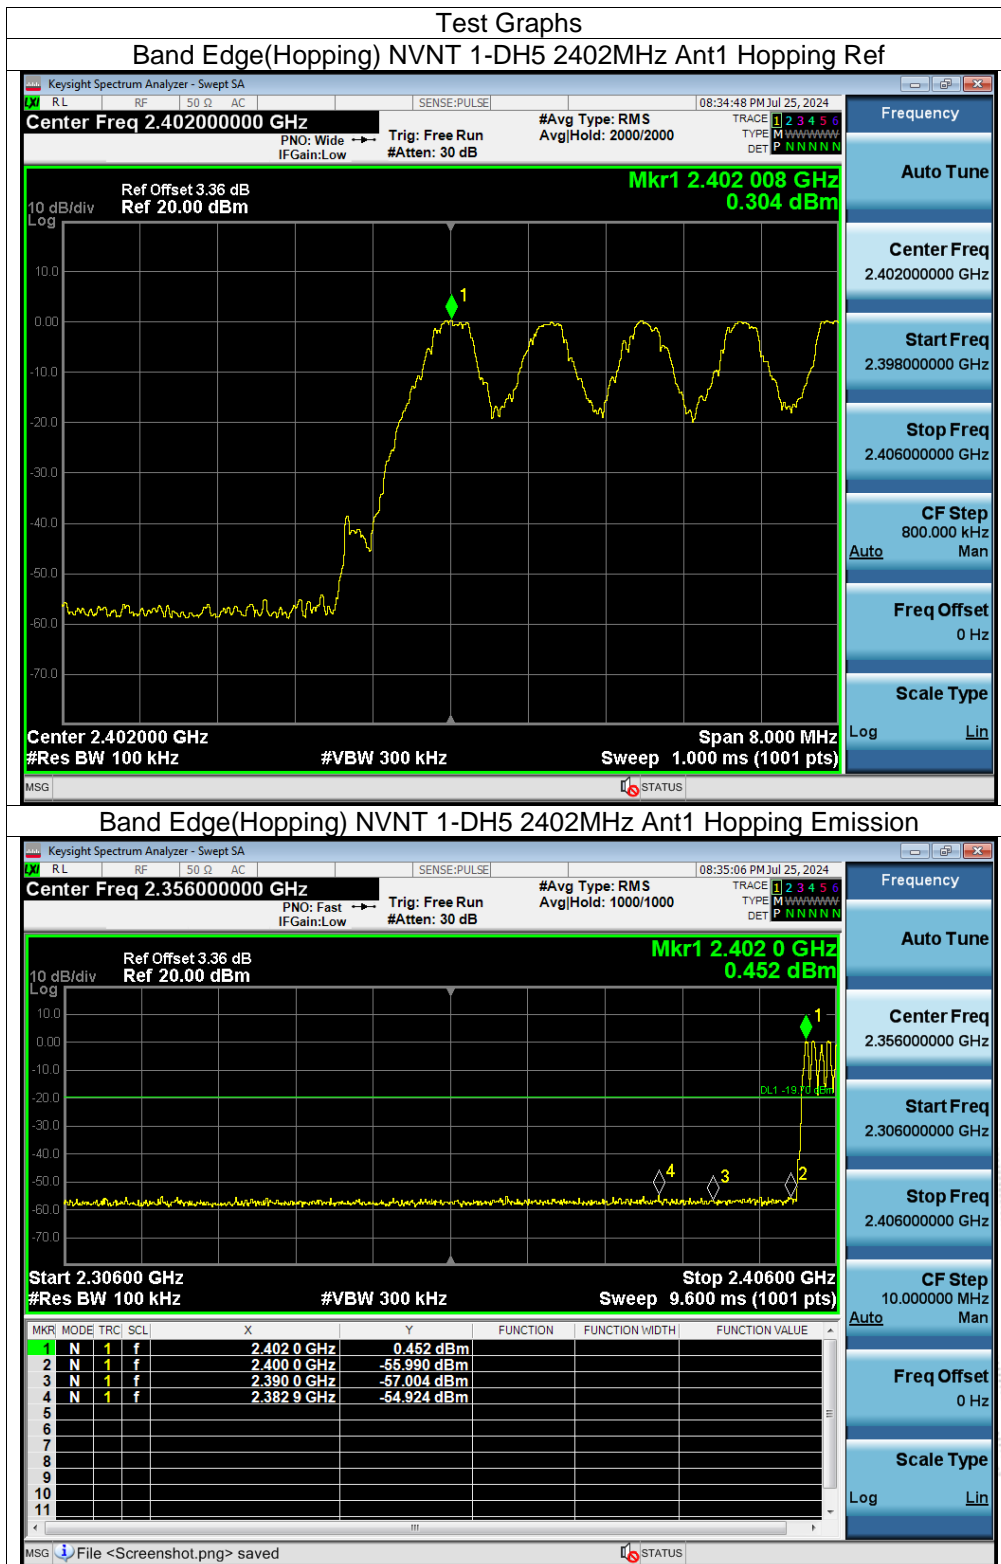 Test Graphs
Band Edge(Hopping) NVNT 1-DH5 2402MHz Ant1 Hopping Ref
Keysight Spectrum Analyzer - Swept SA
LXI RL RF 50 Ω AC SENSE:PULSE 08:34:48 PM Jul 25, 2024
Center Freq 2.402000000 GHz
PNO: Wide
IFGain:Low
Trig: Free Run
#Atten: 30 dB
#Avg Type: RMS
Avg|Hold: 2000/2000
TRACE 1 2 3 4 5 6
TYPE M W W W W W
DET P N N N N N
Ref Offset 3.36 dB
Ref 20.00 dBm
10 dB/div
Log
Mkr1 2.402 008 GHz
0.304 dBm
10.0
0.00
-10.0
-20.0
-30.0
-40.0
-50.0
-60.0
-70.0
1
Center 2.402000 GHz
Span 8.000 MHz
#Res BW 100 kHz
#VBW 300 kHz
Sweep 1.000 ms (1001 pts)
MSG
STATUS
Frequency
Auto Tune
Center Freq
2.402000000 GHz
Start Freq
2.398000000 GHz
Stop Freq
2.406000000 GHz
CF Step
800.000 kHz
Auto Man
Freq Offset
0 Hz
Scale Type
Log Lin
Band Edge(Hopping) NVNT 1-DH5 2402MHz Ant1 Hopping Emission
Keysight Spectrum Analyzer - Swept SA
LXI RL RF 50 Ω AC SENSE:PULSE 08:35:06 PM Jul 25, 2024
Center Freq 2.356000000 GHz
PNO: Fast
IFGain:Low
Trig: Free Run
#Atten: 30 dB
#Avg Type: RMS
Avg|Hold: 1000/1000
TRACE 1 2 3 4 5 6
TYPE M W W W W W
DET P N N N N N
Ref Offset 3.36 dB
Ref 20.00 dBm
10 dB/div
Log
Mkr1 2.402 0 GHz
0.452 dBm
10.0
0.00
-10.0
-20.0
-30.0
-40.0
-50.0
-60.0
-70.0
1
DL1 -19.70 dBm
4
3
2
Start 2.30600 GHz
Stop 2.40600 GHz
#Res BW 100 kHz
#VBW 300 kHz
Sweep 9.600 ms (1001 pts)
MKR MODE TRC SCL X Y FUNCTION FUNCTION WIDTH FUNCTION VALUE
1 N 1 f 2.402 0 GHz 0.452 dBm
2 N 1 f 2.400 0 GHz -55.990 dBm
3 N 1 f 2.390 0 GHz -57.004 dBm
4 N 1 f 2.382 9 GHz -54.924 dBm
5
6
7
8
9
10
11
MSG File <Screenshot.png> saved
STATUS
Frequency
Auto Tune
Center Freq
2.356000000 GHz
Start Freq
2.306000000 GHz
Stop Freq
2.406000000 GHz
CF Step
10.000000 MHz
Auto Man
Freq Offset
0 Hz
Scale Type
Log Lin